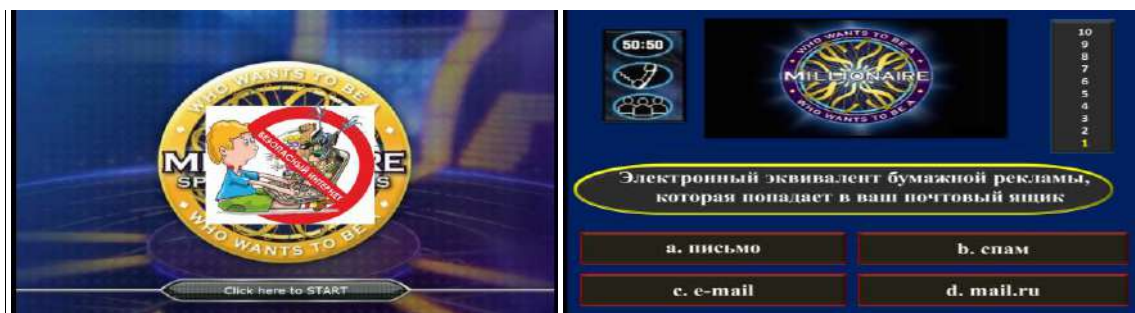 WHO WANTS TO BE
БЕЗОПАСНЫЙ ИНТЕРНЕТ
WHO WANTS TO BE
Click here to START
50:50
WHO WANTS TO BE A
MILLIONAIRE
WHO WANTS TO BE A
10
9
8
7
6
5
4
3
2
1
Электронный эквивалент бумажной рекламы,
которая попадает в ваш почтовый ящик
a. письмо
b. спам
c. e-mail
d. mail.ru